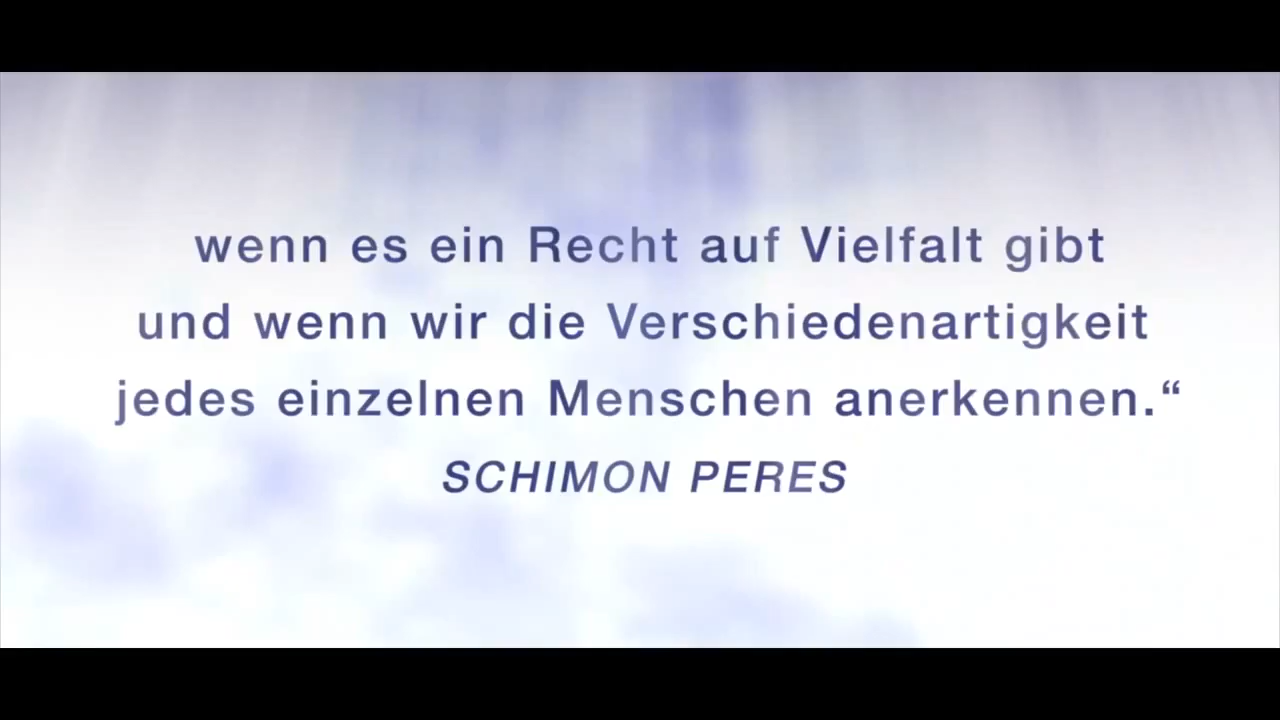 wenn es ein Recht auf Vielfalt gibt
und wenn wir die Verschiedenartigkeit
jedes einzelnen Menschen anerkennen.“
SCHIMON PERES